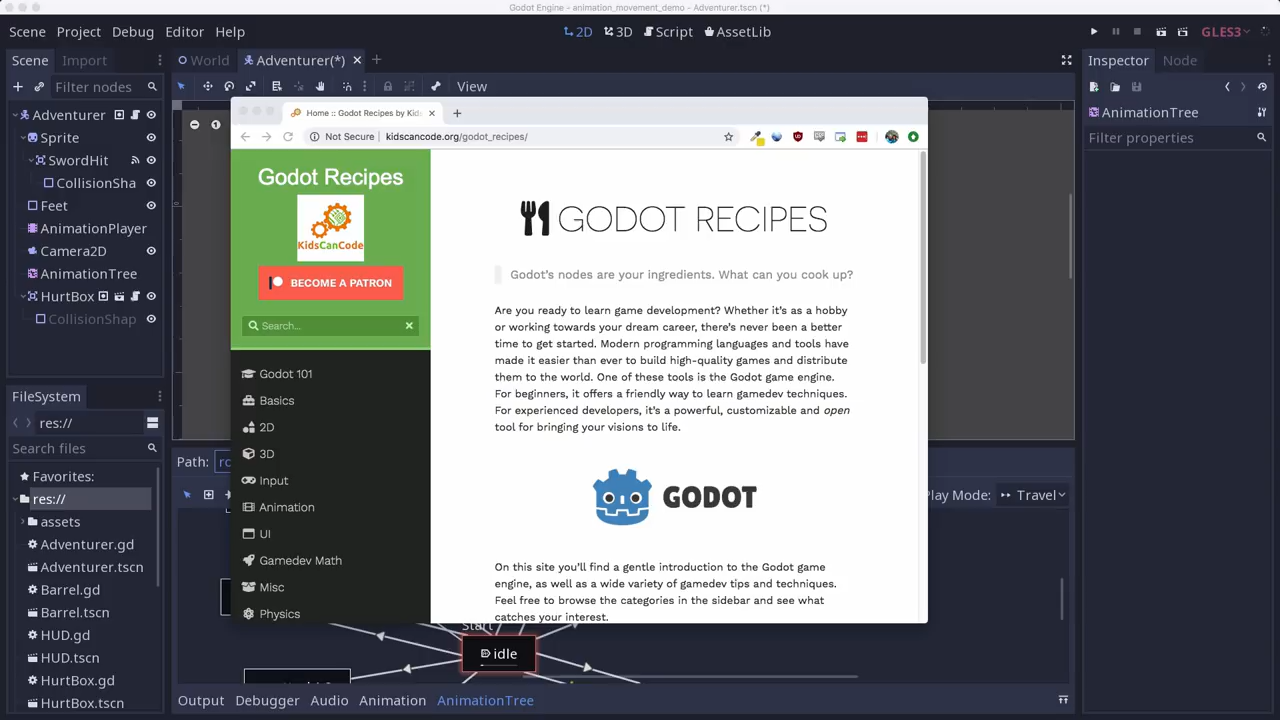 Godot Engine - animation_movement_demo - Adventurer.tscn (*)
Scene Project Debug Editor Help
2D 3D Script AssetLib
GLES3
Scene Import
World Adventurer(*)
Inspector Node
Filter nodes
View
Adventurer
Sprite
SwordHit
CollisionSha
Feet
AnimationPlayer
Camera2D
AnimationTree
HurtBox
CollisionShap
FileSystem
res://
Search files
Favorites:
res://
assets
Adventurer.gd
Adventurer.tscn
Barrel.gd
Barrel.tscn
HUD.gd
HUD.tscn
HurtBox.gd
HurtBox.tscn
Home :: Godot Recipes by Kids
Not Secure kidscancode.org/godot_recipes/
Godot Recipes
KidsCanCode
BECOME A PATRON
Search...
Godot 101
Basics
2D
3D
Input
Animation
UI
Gamedev Math
Misc
Physics
GODOT RECIPES
Godot's nodes are your ingredients. What can you cook up?
Are you ready to learn game development? Whether it's as a hobby
or working towards your dream career, there's never been a better
time to get started. Modern programming languages and tools have
made it easier than ever to build high-quality games and distribute
them to the world. One of these tools is the Godot game engine.
For beginners, it offers a friendly way to learn gamedev techniques.
For experienced developers, it's a powerful, customizable and open
tool for bringing your visions to life.
GODOT
On this site you'll find a gentle introduction to the Godot game
engine, as well as a wide variety of gamedev tips and techniques.
Feel free to browse the categories in the sidebar and see what
catches your interest.
AnimationTree
Filter properties
Path:
Play Mode: Travel
Start
idle
Output Debugger Audio Animation AnimationTree